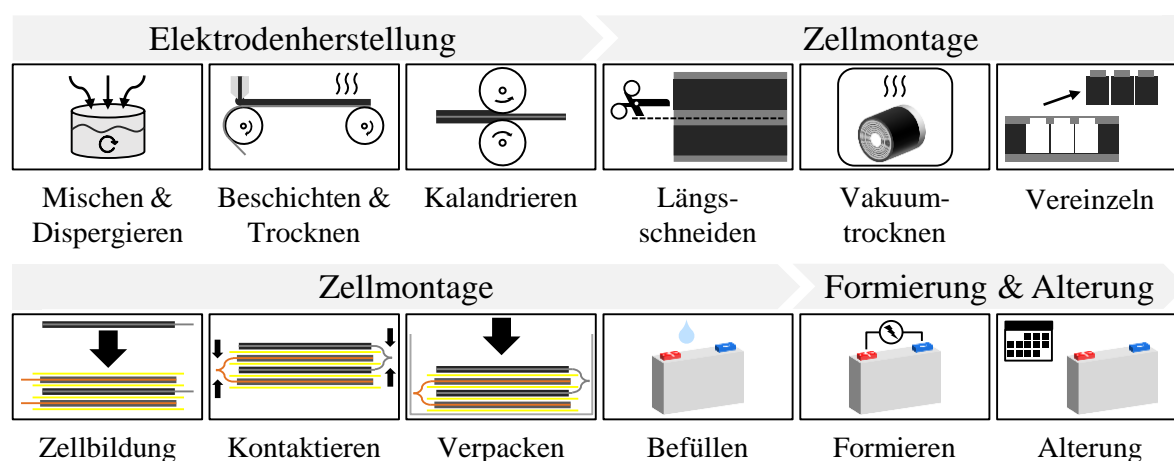 Elektrodenherstellung
Zellmontage
Mischen &
Dispergieren
Beschichten &
Trocknen
Kalandrieren
Längs-
schneiden
Vakuum-
trocknen
Vereinzeln
Zellmontage
Formierung & Alterung
Zellbildung
Kontaktieren
Verpacken
Befüllen
Formieren
Alterung